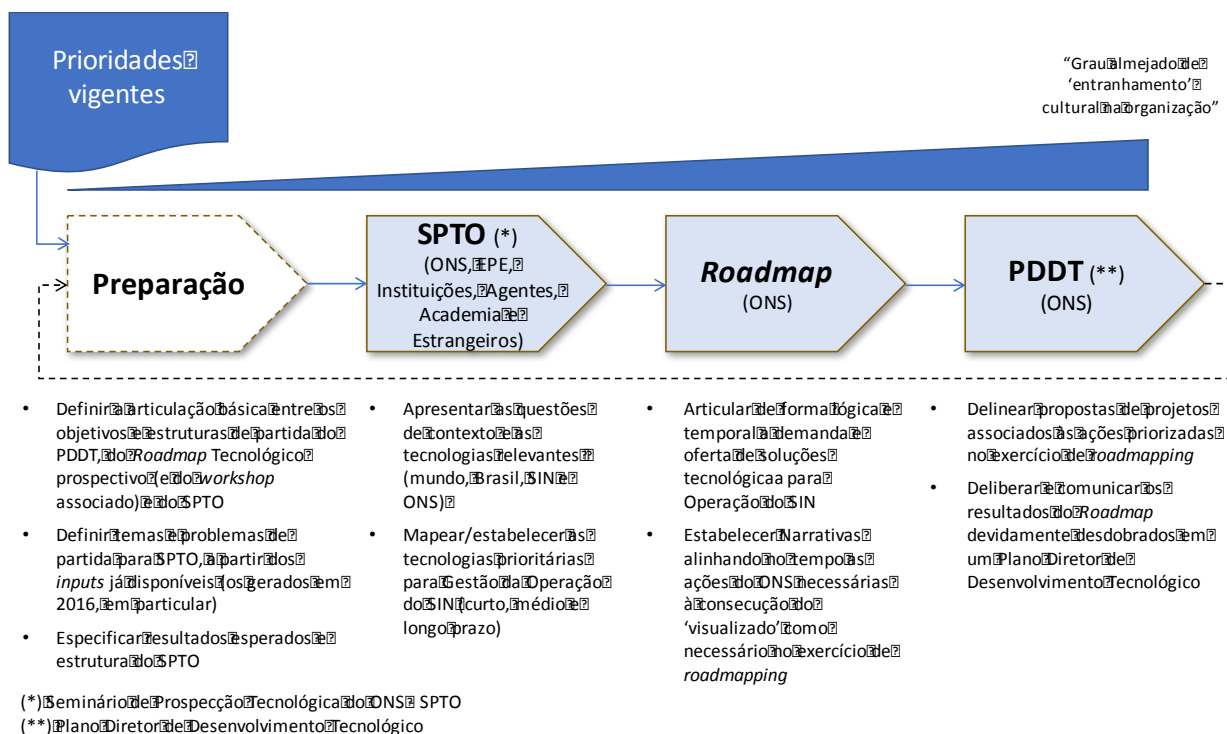 Prioridades
vigentes
“Grau almejado de
‘entranhamento’
cultural na organização”
Preparação
SPTO (*)
(ONS, EPE,
Instituições, Agentes,
Academia e
Estrangeiros)
Roadmap
(ONS)
PDDT (**)
(ONS)
• Definir a articulação básica entre os
objetivos e estruturas de partida do
PDDT, do Roadmap Tecnológico
prospectivo (e do workshop
associado) e do SPTO
• Definir temas e problemas de
partida para SPTO, a partir dos
inputs já disponíveis (os gerados em
2016, em particular)
• Especificar resultados esperados e
estrutura do SPTO
• Apresentar as questões
de contexto e as
tecnologias relevantes
(mundo, Brasil, SIN e
ONS)
• Mapear/estabelecer as
tecnologias prioritárias
para Gestão da Operação
do SIN (curto, médio e
longo prazo)
• Articular de forma lógica e
temporal a demanda e
oferta de soluções
tecnológicaa para
Operação do SIN
• Estabelecer Narrativas
alinhando no tempo as
ações do ONS necessárias
à consecução do
‘visualizado’ como
necessário no exercício de
roadmapping
• Delinear propostas de projetos
associados às ações priorizadas
no exercício de roadmapping
• Deliberar e comunicar os
resultados do Roadmap
devidamente desdobrados em
um Plano Diretor de
Desenvolvimento Tecnológico
(*) Seminário de Prospecção Tecnológica do ONS - SPTO
(**) Plano Diretor de Desenvolvimento Tecnológico